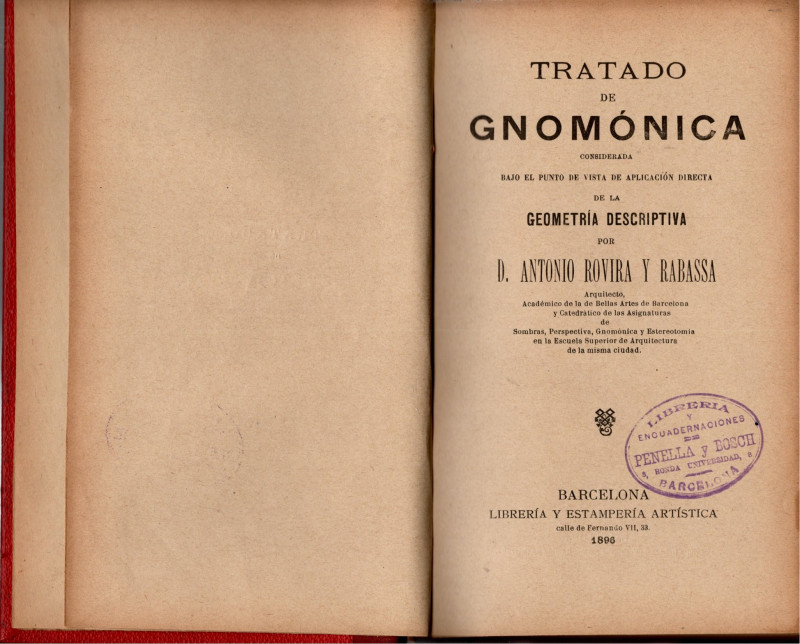 TRATADO
DE
GNOMÓNICA
CONSIDERADA
BAJO EL PUNTO DE VISTA DE APLICACIÓN DIRECTA
DE LA
GEOMETRÍA DESCRIPTIVA
POR
D. ANTONIO ROVIRA Y RABASSA
Arquitecto,
Académico de la de Bellas Artes de Barcelona
y Catedrático de las Asignaturas
de
Sombras, Perspectiva, Gnomónica y Estereotomia
en la Escuela Superior de Arquitectura
de la misma ciudad.
LIBRERIA
Y
ENCUADERNACIONES
DE
PENELLA y BOSCH
RONDA UNIVERSIDAD,
BARCELONA
BARCELONA
LIBRERÍA Y ESTAMPERÍA ARTÍSTICA
calle de Fernando VII, 33.
1896